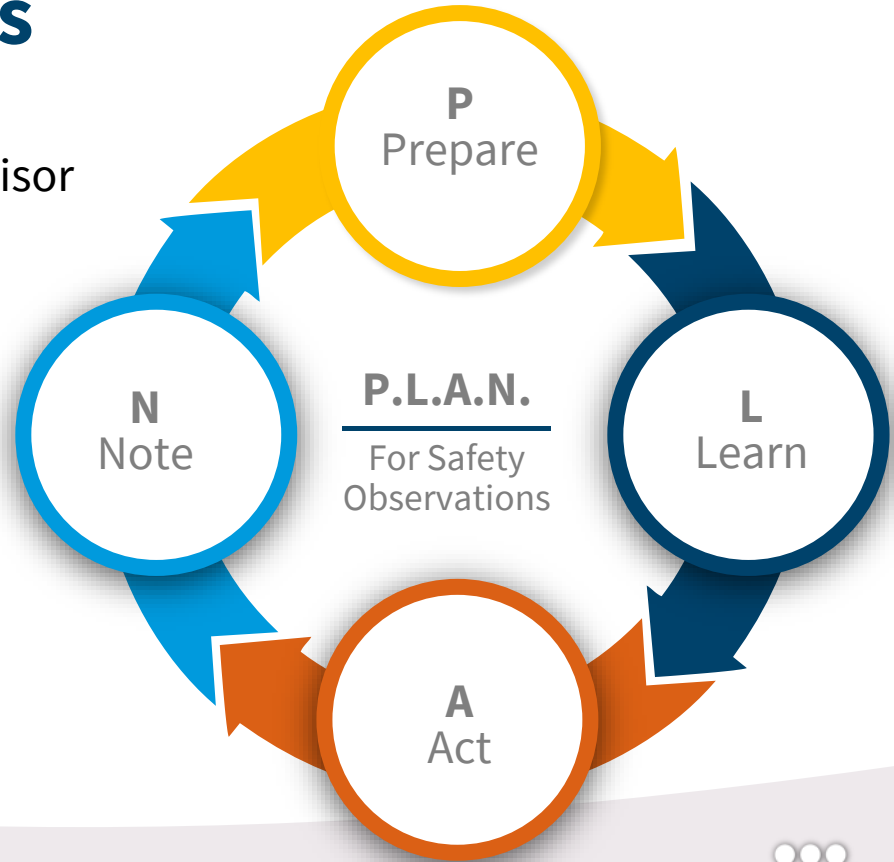 s
isor
P
Prepare
N
Note
P.L.A.N.
For Safety
Observations
L
Learn
A
Act